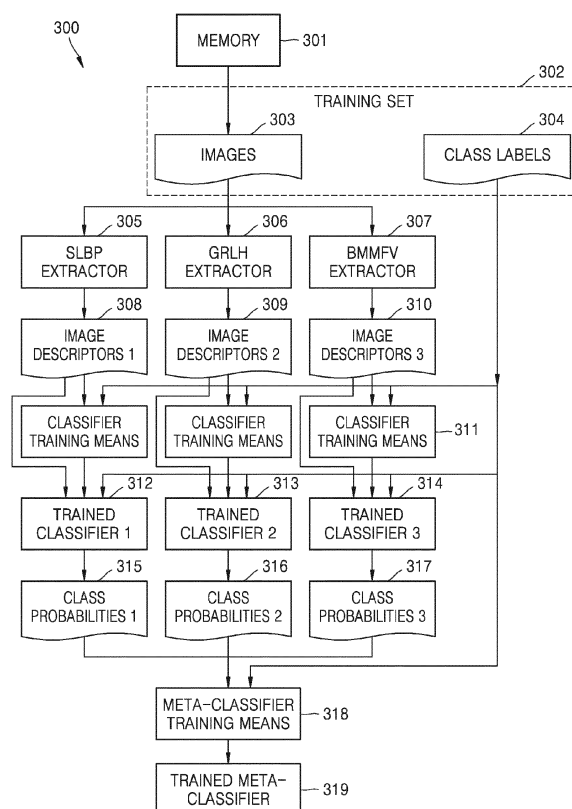 300
MEMORY
301
302
TRAINING SET
303
304
IMAGES
CLASS LABELS
305
306
307
SLBP
EXTRACTOR
GRLH
EXTRACTOR
BMMFV
EXTRACTOR
308
309
310
IMAGE
DESCRIPTORS 1
IMAGE
DESCRIPTORS 2
IMAGE
DESCRIPTORS 3
CLASSIFIER
TRAINING MEANS
CLASSIFIER
TRAINING MEANS
CLASSIFIER
TRAINING MEANS
311
312
313
314
TRAINED
CLASSIFIER 1
TRAINED
CLASSIFIER 2
TRAINED
CLASSIFIER 3
315
316
317
CLASS
PROBABILITIES 1
CLASS
PROBABILITIES 2
CLASS
PROBABILITIES 3
META-CLASSIFIER
TRAINING MEANS
318
TRAINED META-
CLASSIFIER
319